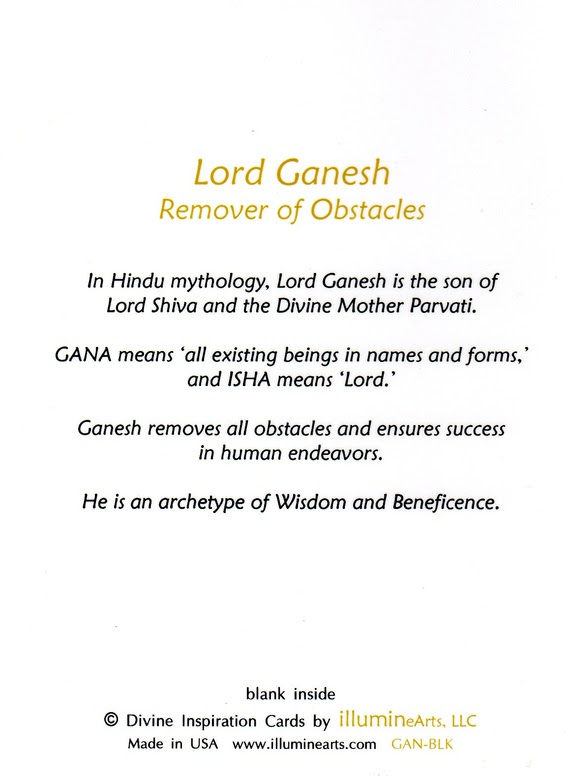 Lord Ganesh
Remover of Obstacles
In Hindu mythology, Lord Ganesh is the son of
Lord Shiva and the Divine Mother Parvati.
GANA means ‘all existing beings in names and forms,’
and ISHA means ‘Lord.’
Ganesh removes all obstacles and ensures success
in human endeavors.
He is an archetype of Wisdom and Beneficence.
blank inside
© Divine Inspiration Cards by illumineArts, LLC
Made in USA www.illuminearts.com GAN-BLK